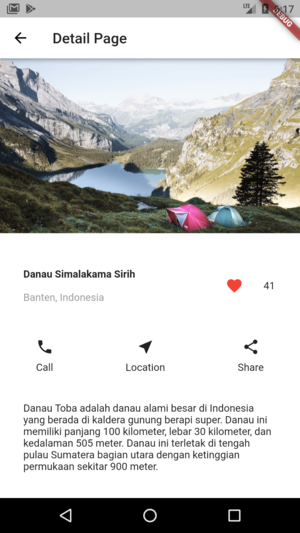 LTE 6:17
DEBUG
Detail Page
Danau Simalakama Sirih
41
Banten, Indonesia
Call Location Share
Danau Toba adalah danau alami besar di Indonesia
yang berada di kaldera gunung berapi super. Danau ini
memiliki panjang 100 kilometer, lebar 30 kilometer, dan
kedalaman 505 meter. Danau ini terletak di tengah
pulau Sumatera bagian utara dengan ketinggian
permukaan sekitar 900 meter.